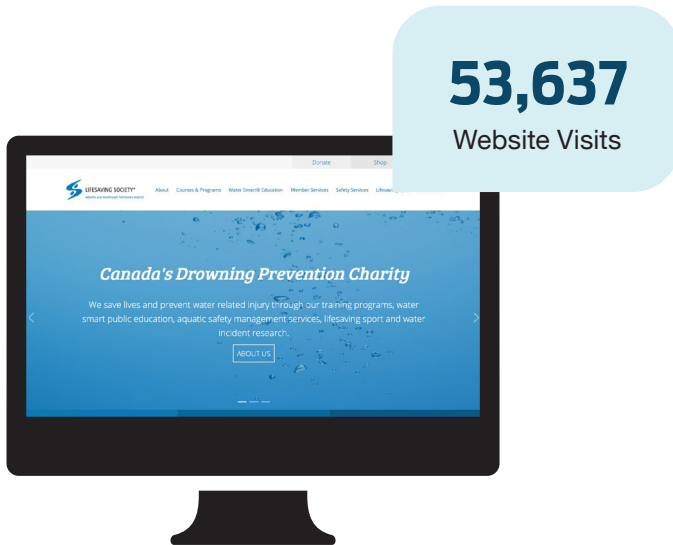 53,637
Website Visits
Donate
Shop
LIFESAVING SOCIETY®
About
Courses & Programs
Water Smart® Education
Member Services
Safety Services
Canada's Drowning Prevention Charity
We save lives and prevent water related injury through our training programs, water
smart public education, aquatic safety management services, lifesaving sport and water
incident research.
ABOUT US